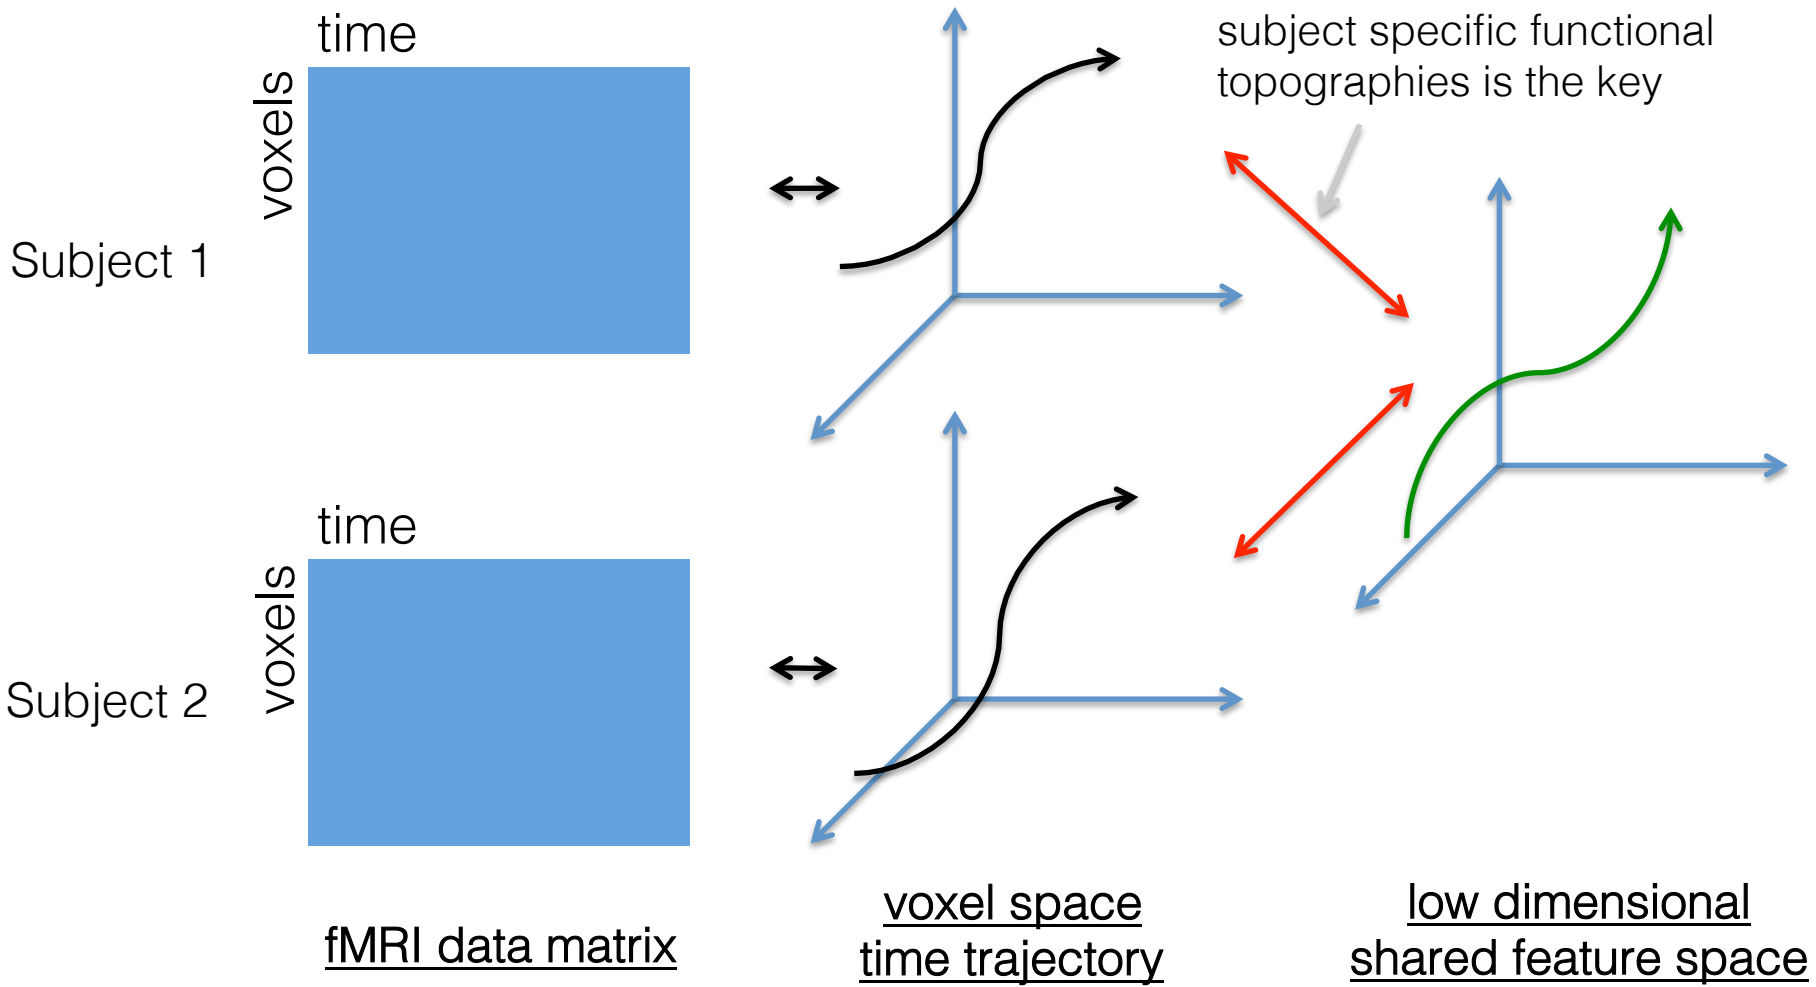 time
subject specific functional
topographies is the key
voxels
Subject 1
time
voxels
Subject 2
fMRI data matrix
voxel space
time trajectory
low dimensional
shared feature space